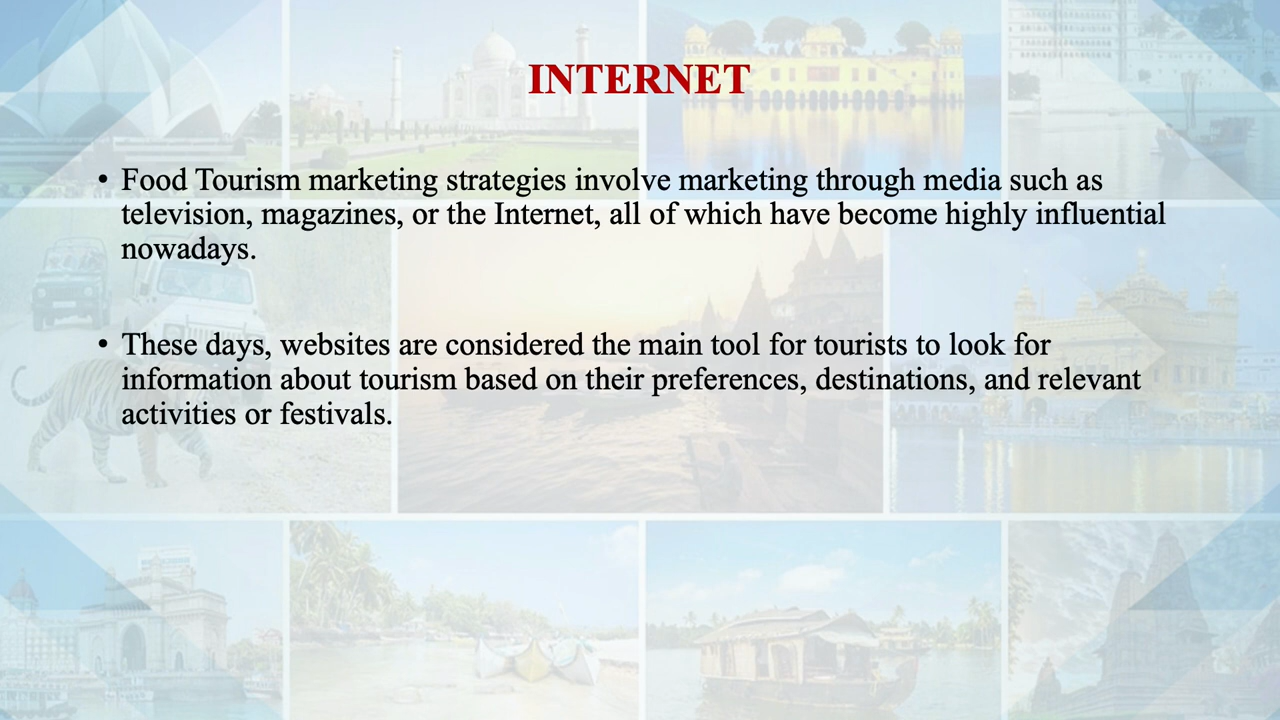 INTERNET
• Food Tourism marketing strategies involve marketing through media such as
television, magazines, or the Internet, all of which have become highly influential
nowadays.
• These days, websites are considered the main tool for tourists to look for
information about tourism based on their preferences, destinations, and relevant
activities or festivals.